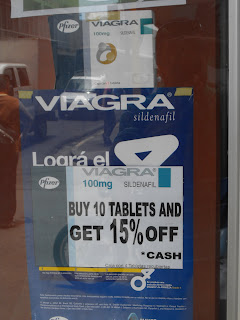 Pfizer
VIAGRA
100mg
VIAGRA
sildenafil
Lográ el
Pfizer
VIAGRA
100mg SILDENAFIL
BUY 10 TABLETS AND
GET 15% OFF
*CASH